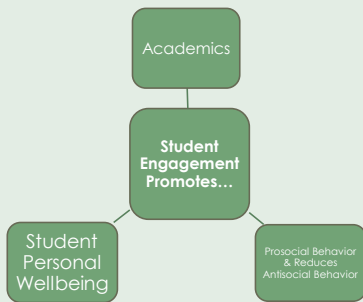 Academics
Student
Engagement
Promotes...
Student
Personal
Wellbeing
Prosocial Behavior
& Reduces
Antisocial Behavior